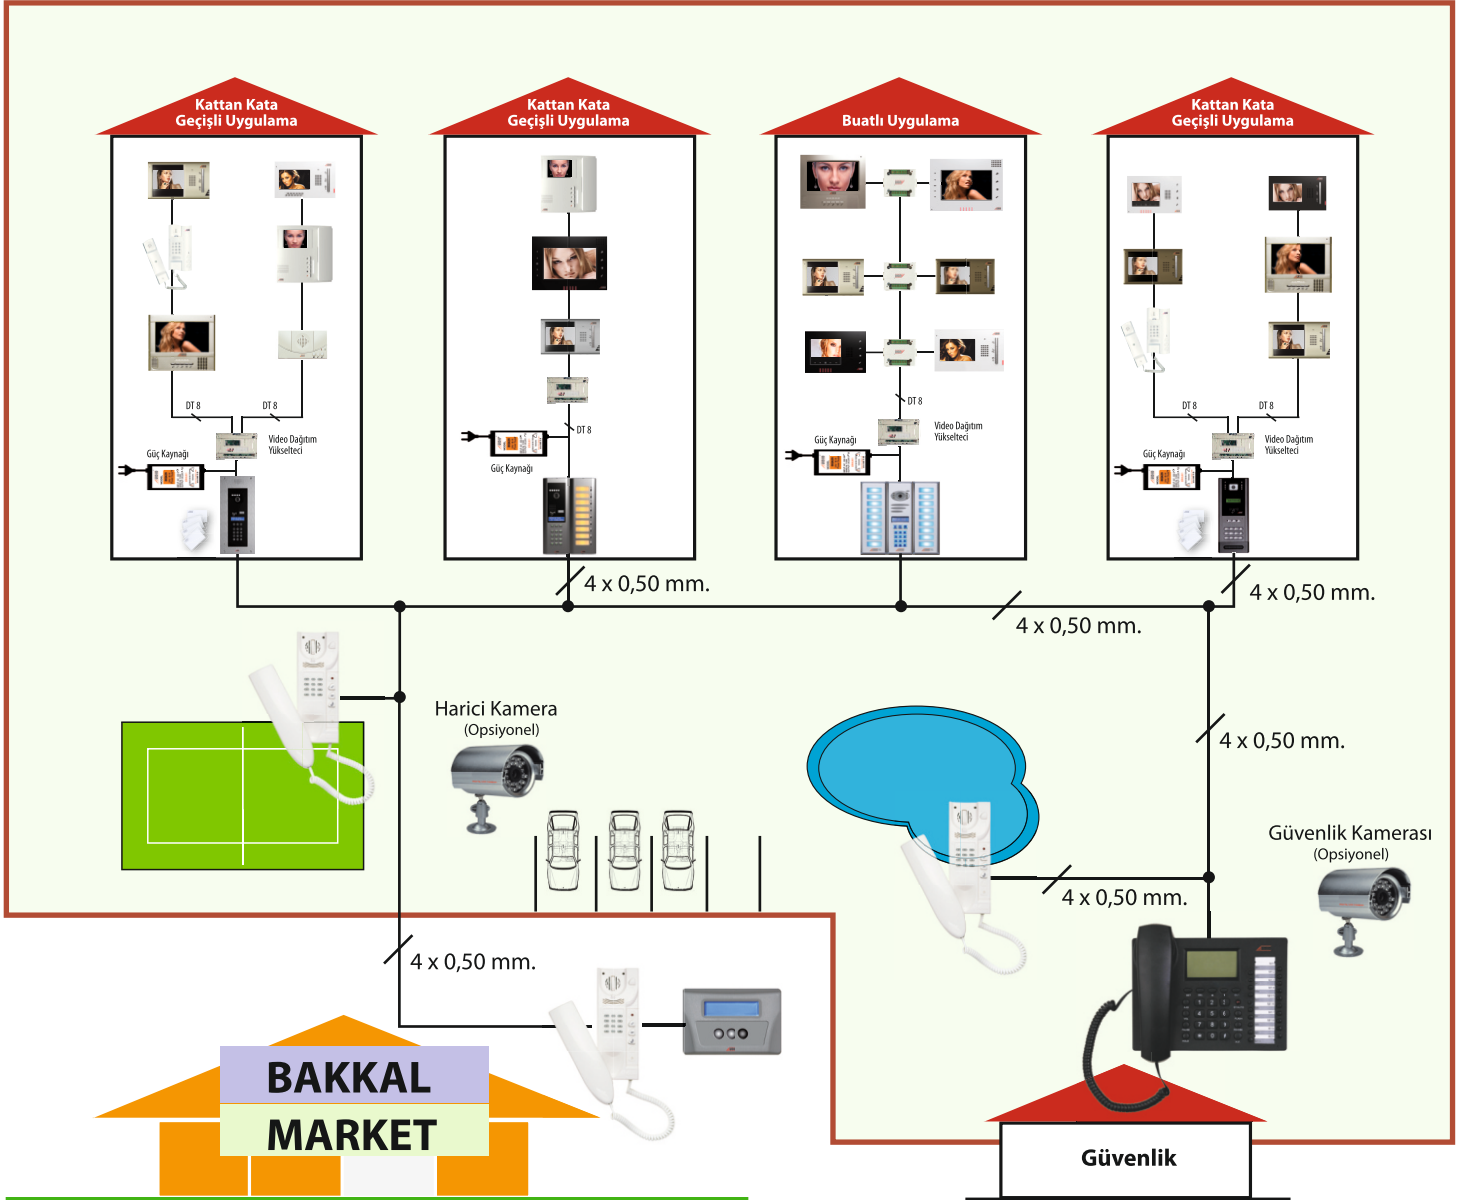 Kattan Kata
Geçişli Uygulama
Kattan Kata
Geçişli Uygulama
Buatlı Uygulama
Kattan Kata
Geçişli Uygulama
DT 8
DT 8
Video Dağıtım
Yükselteci
Güç Kaynağı
DT 8
Güç Kaynağı
DT 8
Video Dağıtım
Yükselteci
Güç Kaynağı
DT 8
DT 8
Video Dağıtım
Yükselteci
Güç Kaynağı
4 x 0,50 mm.
4 x 0,50 mm.
4 x 0,50 mm.
Harici Kamera
(Opsiyonel)
4 x 0,50 mm.
Güvenlik Kamerası
(Opsiyonel)
4 x 0,50 mm.
4 x 0,50 mm.
BAKKAL
MARKET
Güvenlik